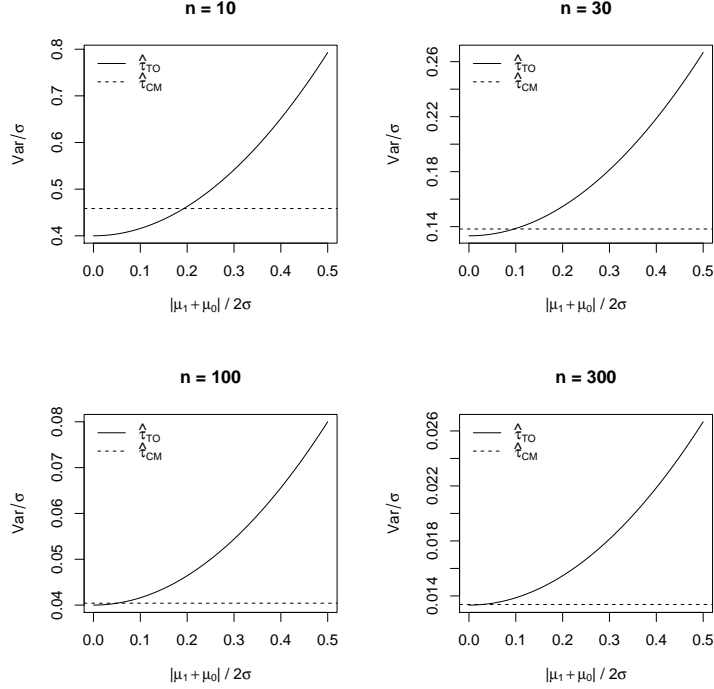 n = 10
0.4 0.5 0.6 0.7 0.8
Var/σ
τ̂TO
τ̂CM
0.0 0.1 0.2 0.3 0.4 0.5
|μ1 + μ0| / 2σ
n = 30
0.14 0.18 0.22 0.26
Var/σ
τ̂TO
τ̂CM
0.0 0.1 0.2 0.3 0.4 0.5
|μ1 + μ0| / 2σ
n = 100
0.04 0.05 0.06 0.07 0.08
Var/σ
τ̂TO
τ̂CM
0.0 0.1 0.2 0.3 0.4 0.5
|μ1 + μ0| / 2σ
n = 300
0.014 0.018 0.022 0.026
Var/σ
τ̂TO
τ̂CM
0.0 0.1 0.2 0.3 0.4 0.5
|μ1 + μ0| / 2σ